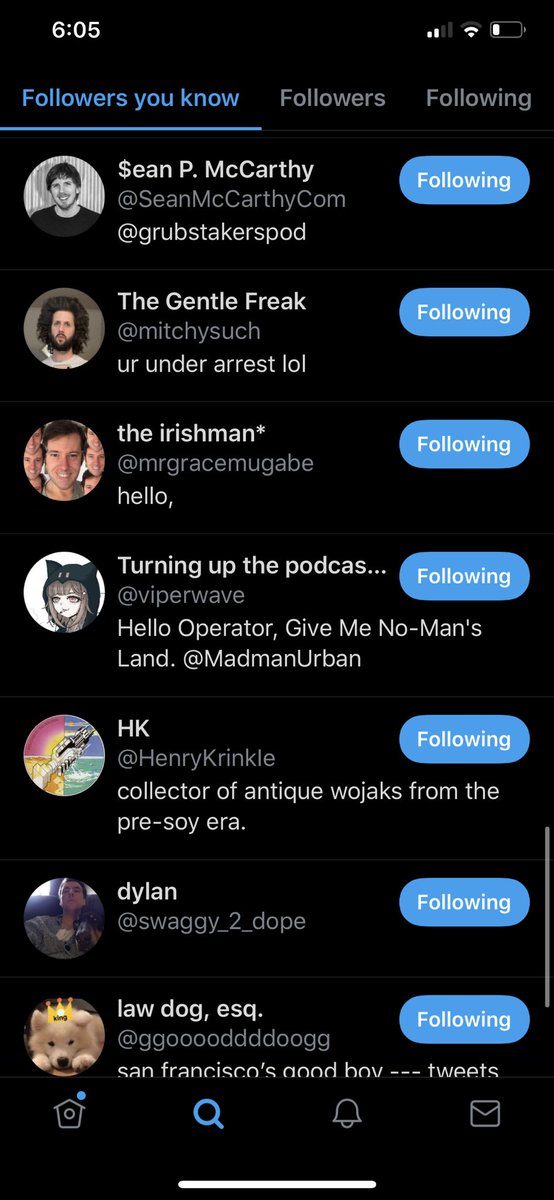 6:05
Followers you know Followers Following
$ean P. McCarthy
Following
@SeanMcCarthyCom
@grubstakerspod
The Gentle Freak
Following
@mitchysuch
ur under arrest lol
the irishman*
Following
@mrgracemugabe
hello,
Turning up the podcas...
Following
@viperwave
Hello Operator, Give Me No-Man's
Land. @MadmanUrban
HK
Following
@HenryKrinkle
collector of antique wojaks from the
pre-soy era.
dylan
Following
@swaggy_2_dope
king
law dog, esq.
Following
@ggooooddddoogg
san francisco's good boy --- tweets